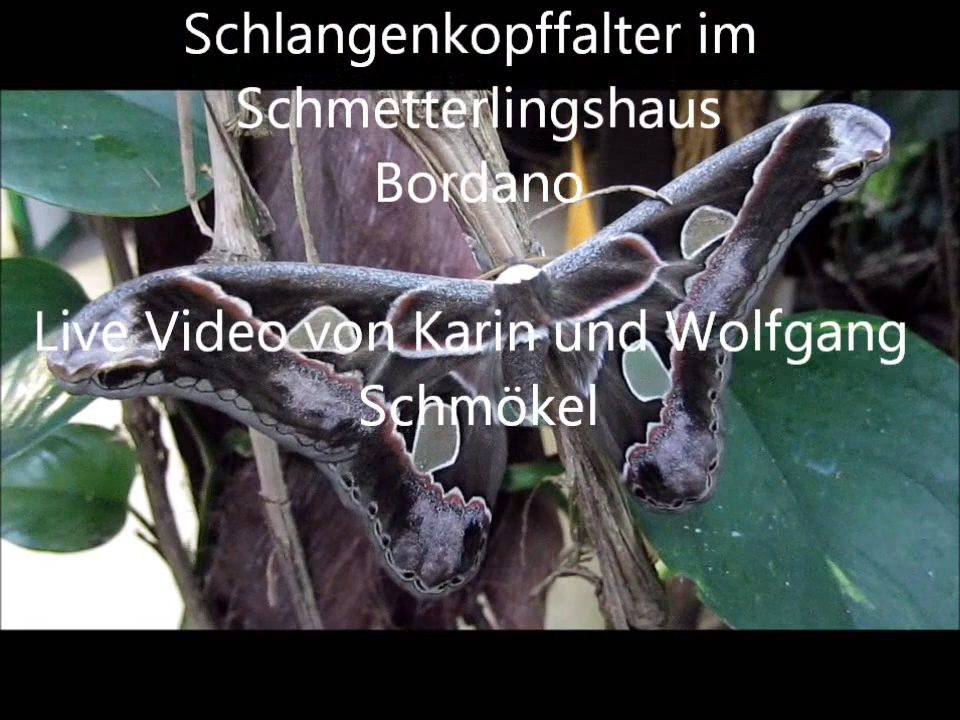 Schlangenkopffalter im
Schmetterlingshaus
Bordano
Live Video von Karin und Wolfgang
Schmökel